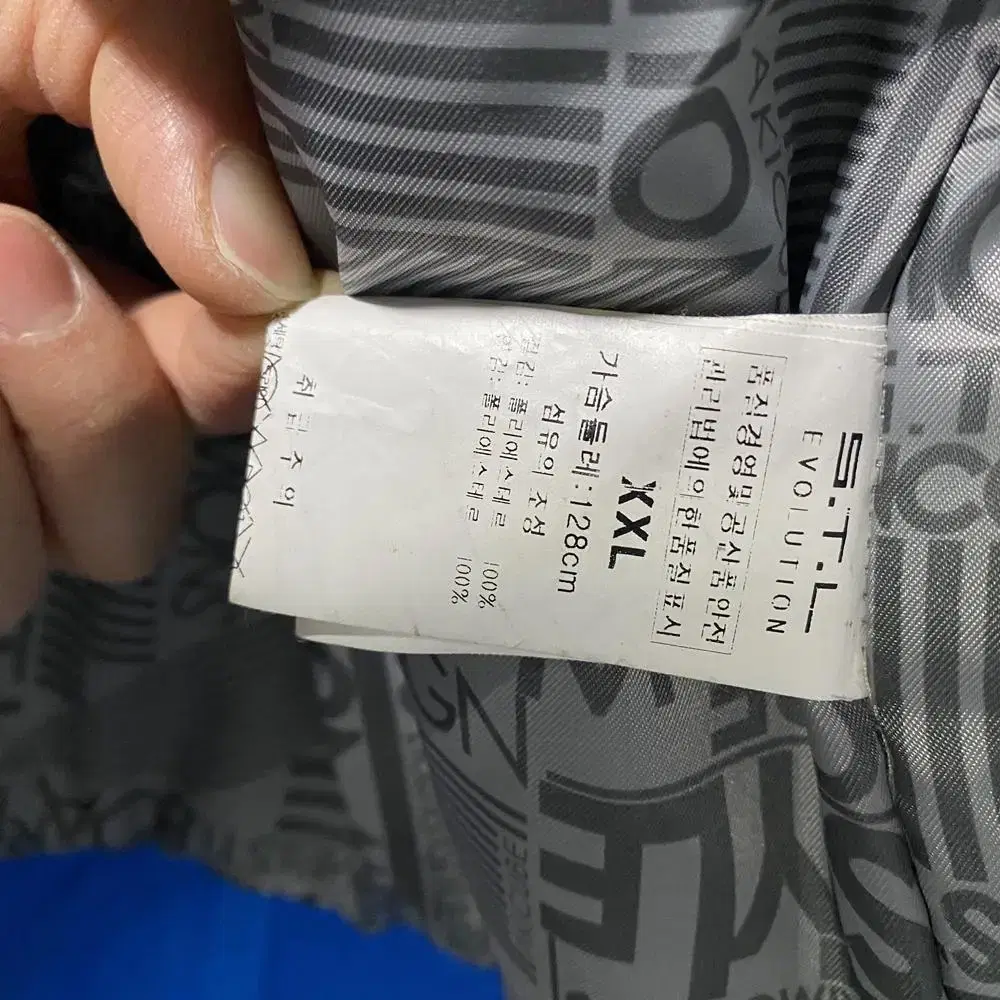 S.T.L
EVOLUTION
품질경영및공산품안전
관리법에의한품질표시
XXL
가슴둘레:128cm
섬유의 조성
겉감: 폴리에스테르 100%
안감: 폴리에스테르 100%
취급주의